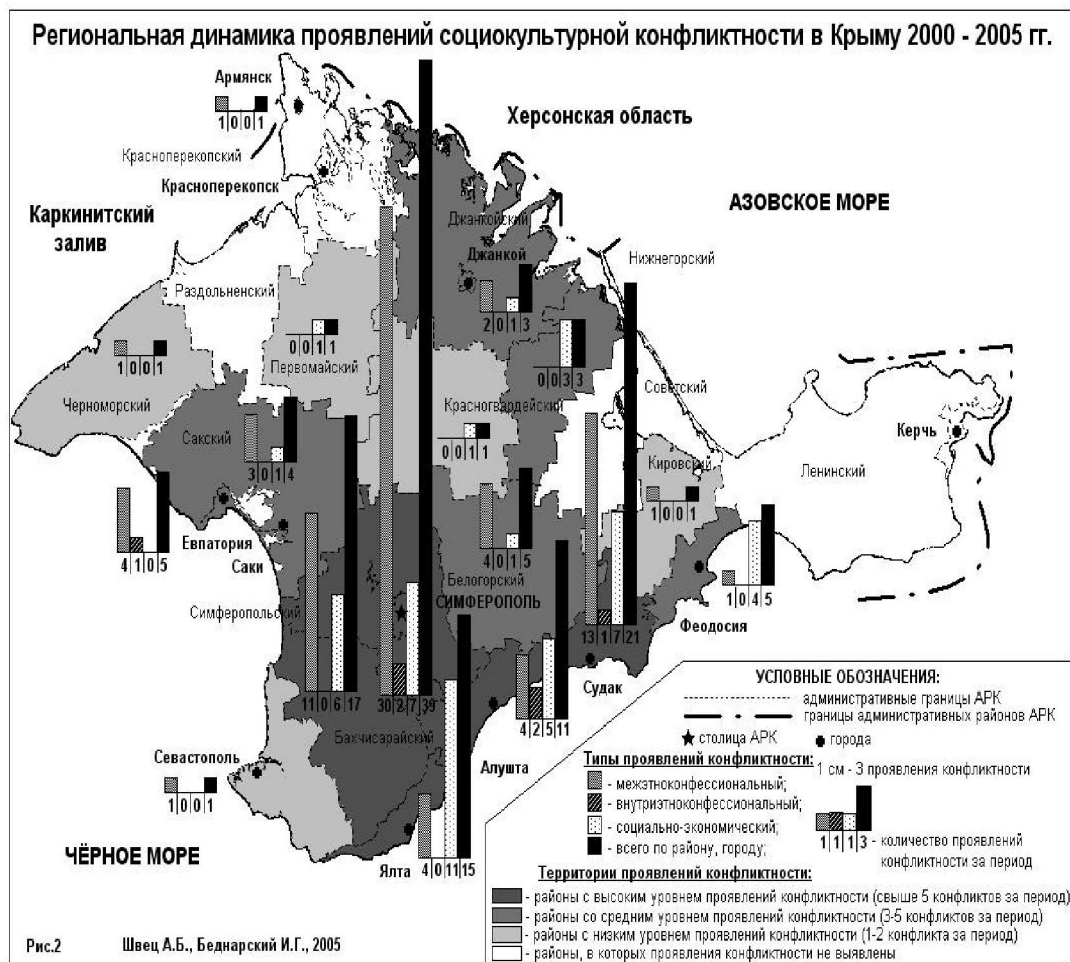 Региональная динамика проявлений социокультурной конфликтности в Крыму 2000 - 2005 гг.
Армянск
1|0|0|1
Херсонская область
Красноперекопский
Красноперекопск
АЗОВСКОЕ МОРЕ
Каркинитский
залив
Джанкойский
Джанкой
2|0|1|3
Нижнегорский
Раздольненский
0|0|1|1
Первомайский
1|0|0|1
Черноморский
0|0|3|3
Советский
Красногвардейский
0|0|1|1
Сакский
3|0|1|4
Керчь
Ленинский
Кировский
1|0|0|1
4|1|0|5
Евпатория
Саки
4|0|1|5
Белогорский
СИМФЕРОПОЛЬ
Симферопольский
1|0|4|5
Феодосия
13|1|7|21
Судак
11|0|6|17
30|2|7|39
4|2|5|11
Алушта
Бахчисарайский
Севастополь
1|0|0|1
ЧЁРНОЕ МОРЕ
Ялта
4|0|11|15
УСЛОВНЫЕ ОБОЗНАЧЕНИЯ:
административные границы АРК
границы административных районов АРК
столица АРК
города
Типы проявлений конфликтности:
1 см - 3 проявления конфликтности
- межэтноконфессиональный;
- внутриэтноконфессиональный;
- социально-экономический;
- всего по району, городу;
1|1|1|3 - количество проявлений
конфликтности за период
Территории проявлений конфликтности:
- районы с высоким уровнем проявлений конфликтности (свыше 5 конфликтов за период)
- районы со средним уровнем проявлений конфликтности (3-5 конфликтов за период)
- районы с низким уровнем проявлений конфликтности (1-2 конфликта за период)
- районы, в которых проявления конфликтности не выявлены
Рис.2 Швец А.Б., Беднарский И.Г., 2005